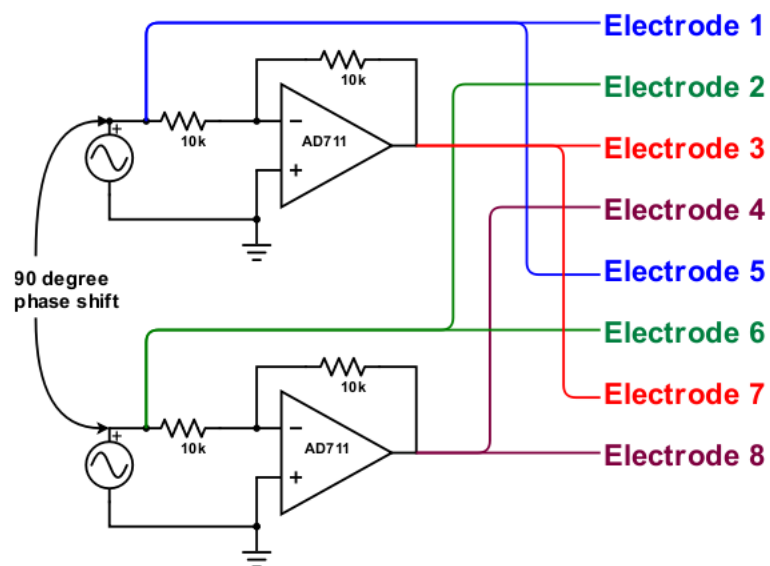 Electrode 1
10k
Electrode 2
+
10k
−
AD711
+
Electrode 3
Electrode 4
90 degree
phase shift
Electrode 5
Electrode 6
10k
Electrode 7
+
10k
−
AD711
+
Electrode 8